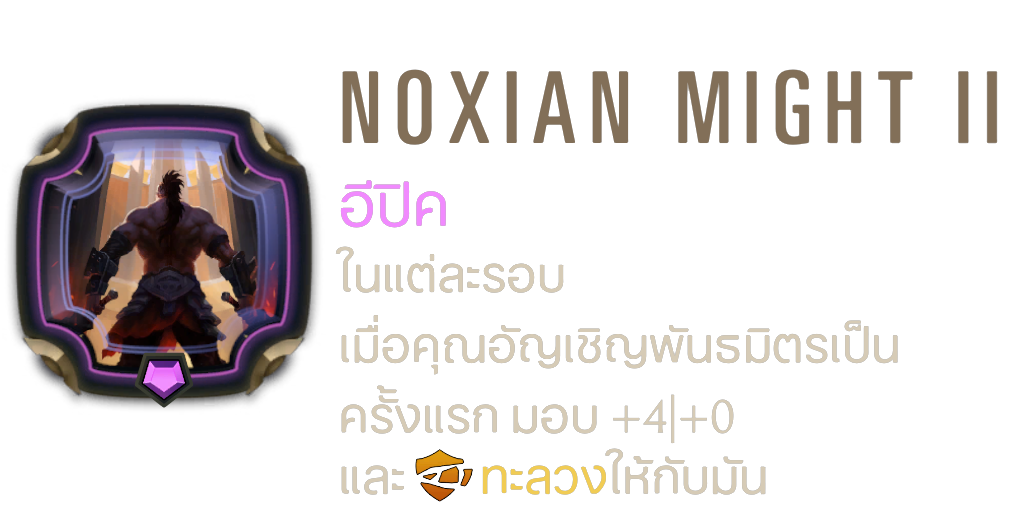 NOXIAN MIGHT II
อีปิค
ในแต่ละรอบ
เมื่อคุณอัญเชิญพันธมิตรเป็น
ครั้งแรก มอบ +4|+0
และ ทะลวงให้กับมัน